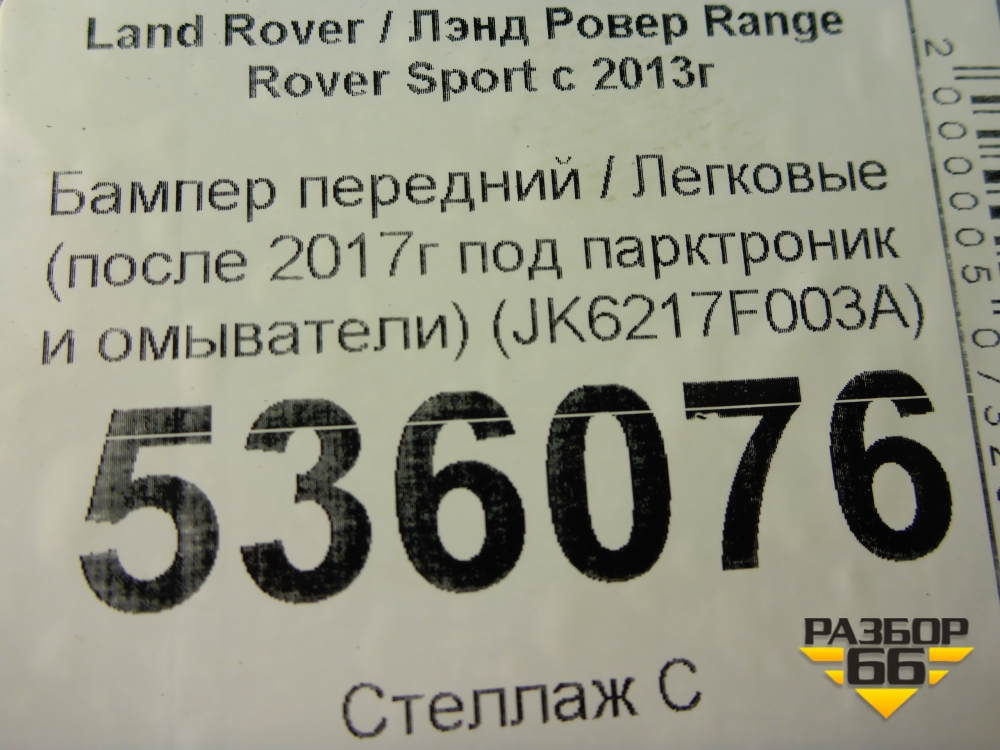 Land Rover / Лэнд Ровер Range
Rover Sport с 2013г
Бампер передний / Легковые
(после 2017г под парктроник
и омыватели) (JK6217F003A)
536076
Стеллаж С
РАЗБОР
66